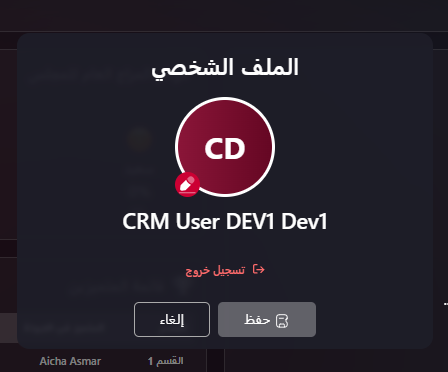 الملف الشخصي
CD
CRM User DEV1 Dev1
تسجيل خروج
حفظ
إلغاء
القسم 1
Aicha Asmar